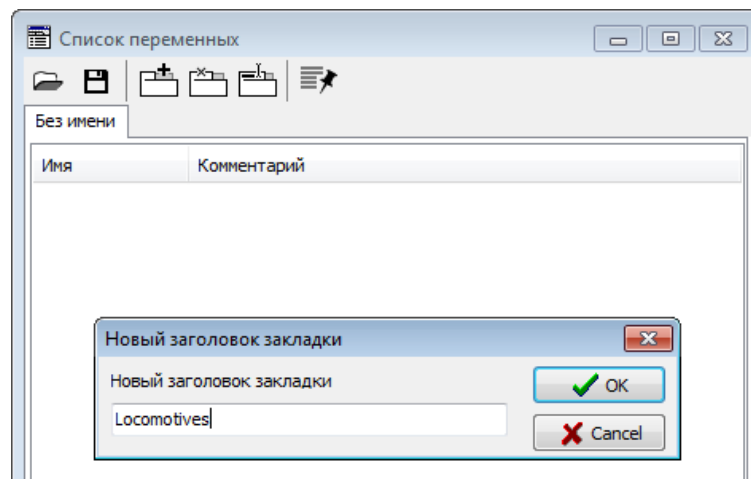 Список переменных
Без имени
Имя Комментарий
Новый заголовок закладки
Новый заголовок закладки
OK
Locomotives
Cancel